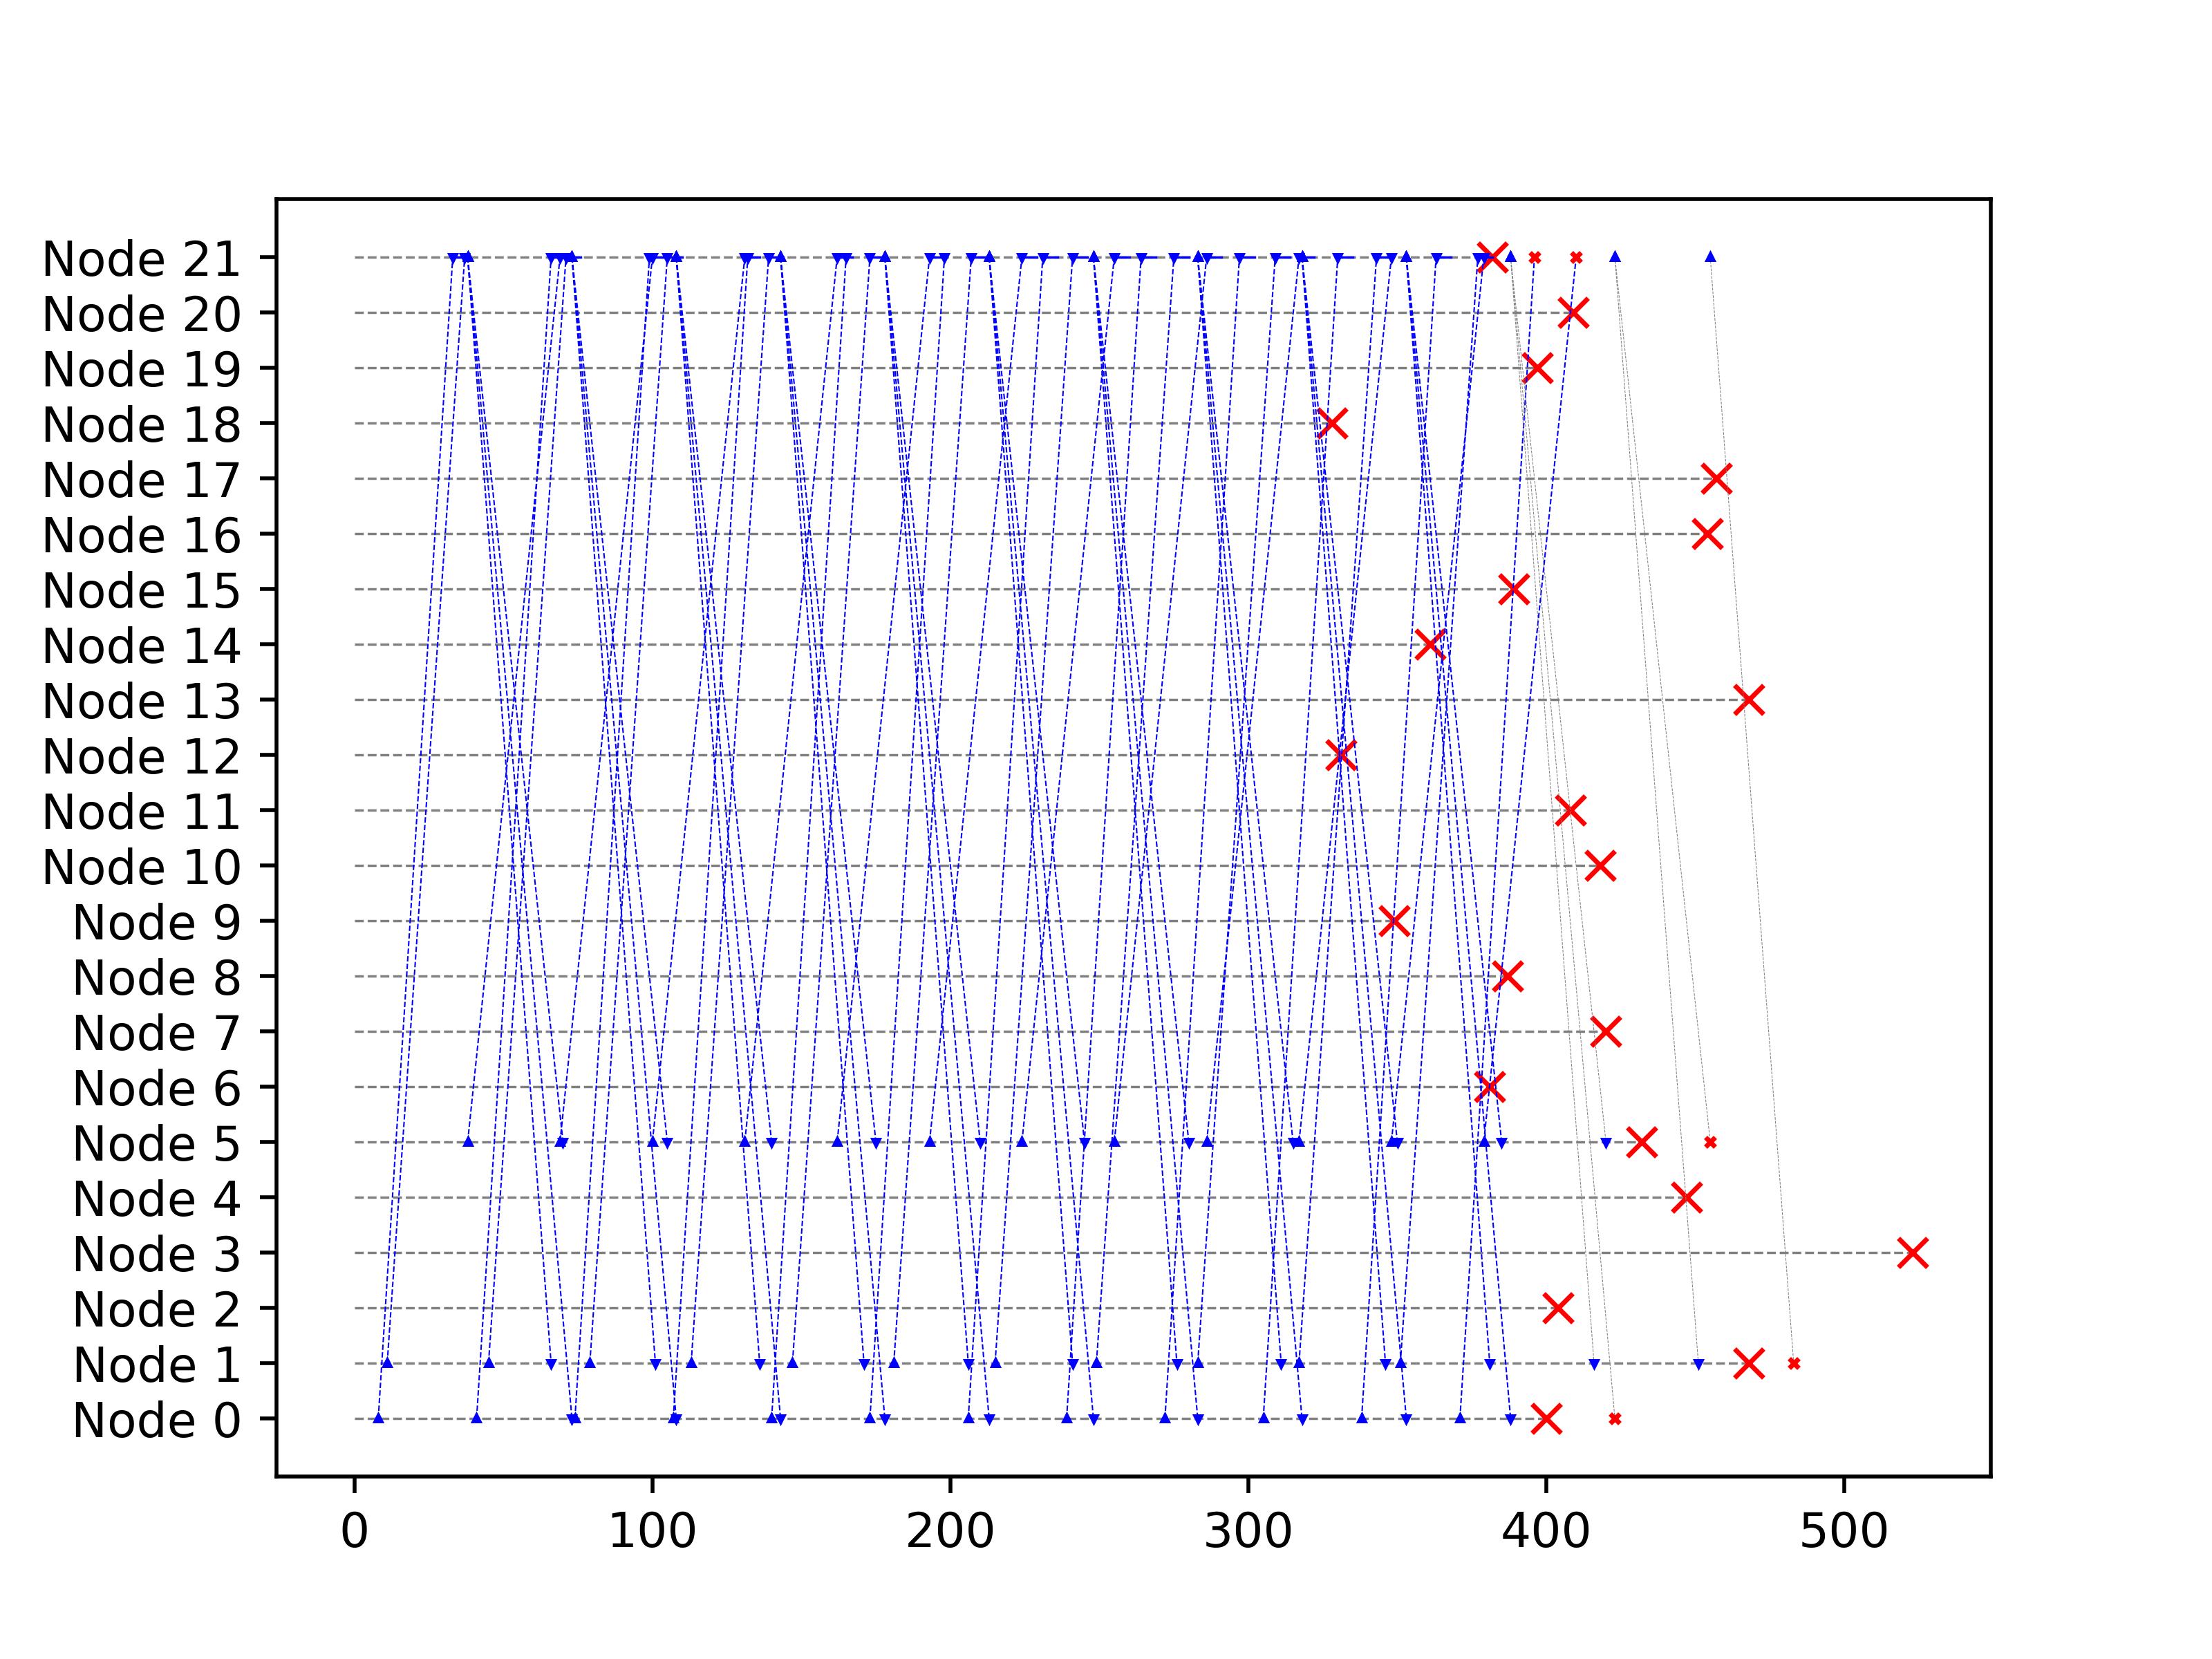 Node 21
Node 20
Node 19
Node 18
Node 17
Node 16
Node 15
Node 14
Node 13
Node 12
Node 11
Node 10
Node 9
Node 8
Node 7
Node 6
Node 5
Node 4
Node 3
Node 2
Node 1
Node 0
0 100 200 300 400 500